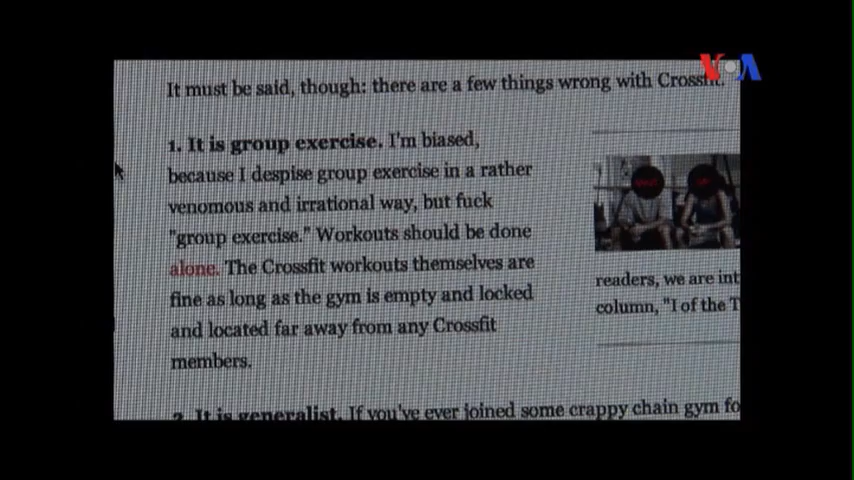 VOA
It must be said, though: there are a few things wrong with Crossfit.
1. It is group exercise. I'm biased,
because I despise group exercise in a rather
venomous and irrational way, but fuck
"group exercise." Workouts should be done
alone. The Crossfit workouts themselves are
fine as long as the gym is empty and locked
and located far away from any Crossfit
members.
readers, we are int
column, "I of the T
2. It is generalist. If you've ever joined some crappy chain gym fo